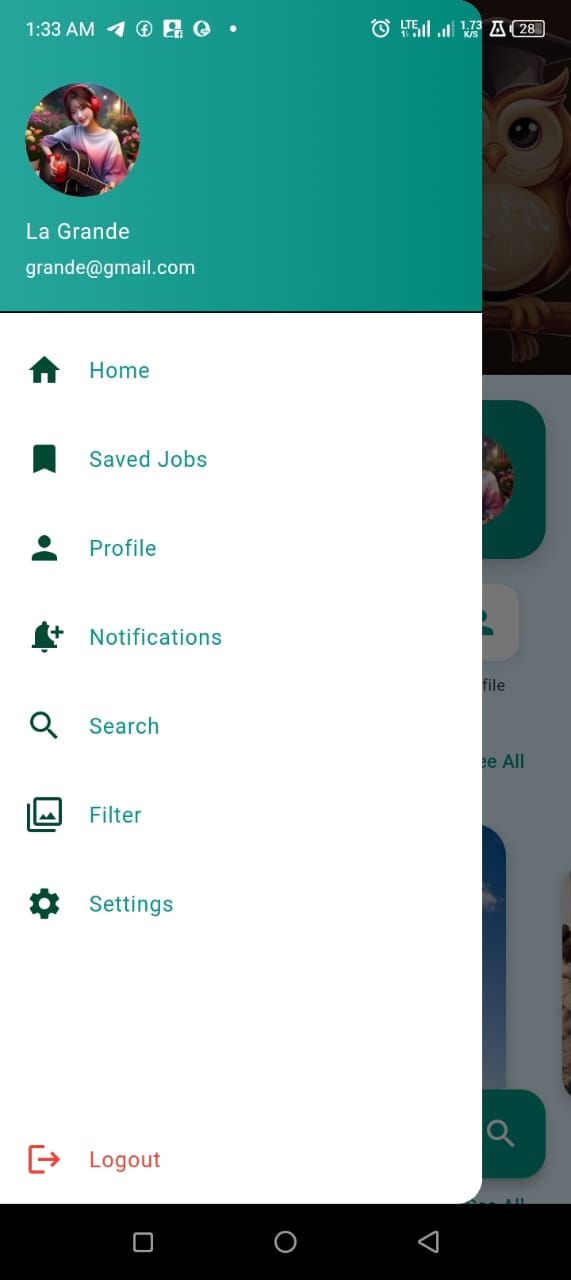 1:33 AM LTE 1.73 K/S 28
La Grande
grande@gmail.com
Home
Saved Jobs
Profile
Notifications
file
Search
ee All
Filter
Settings
Logout